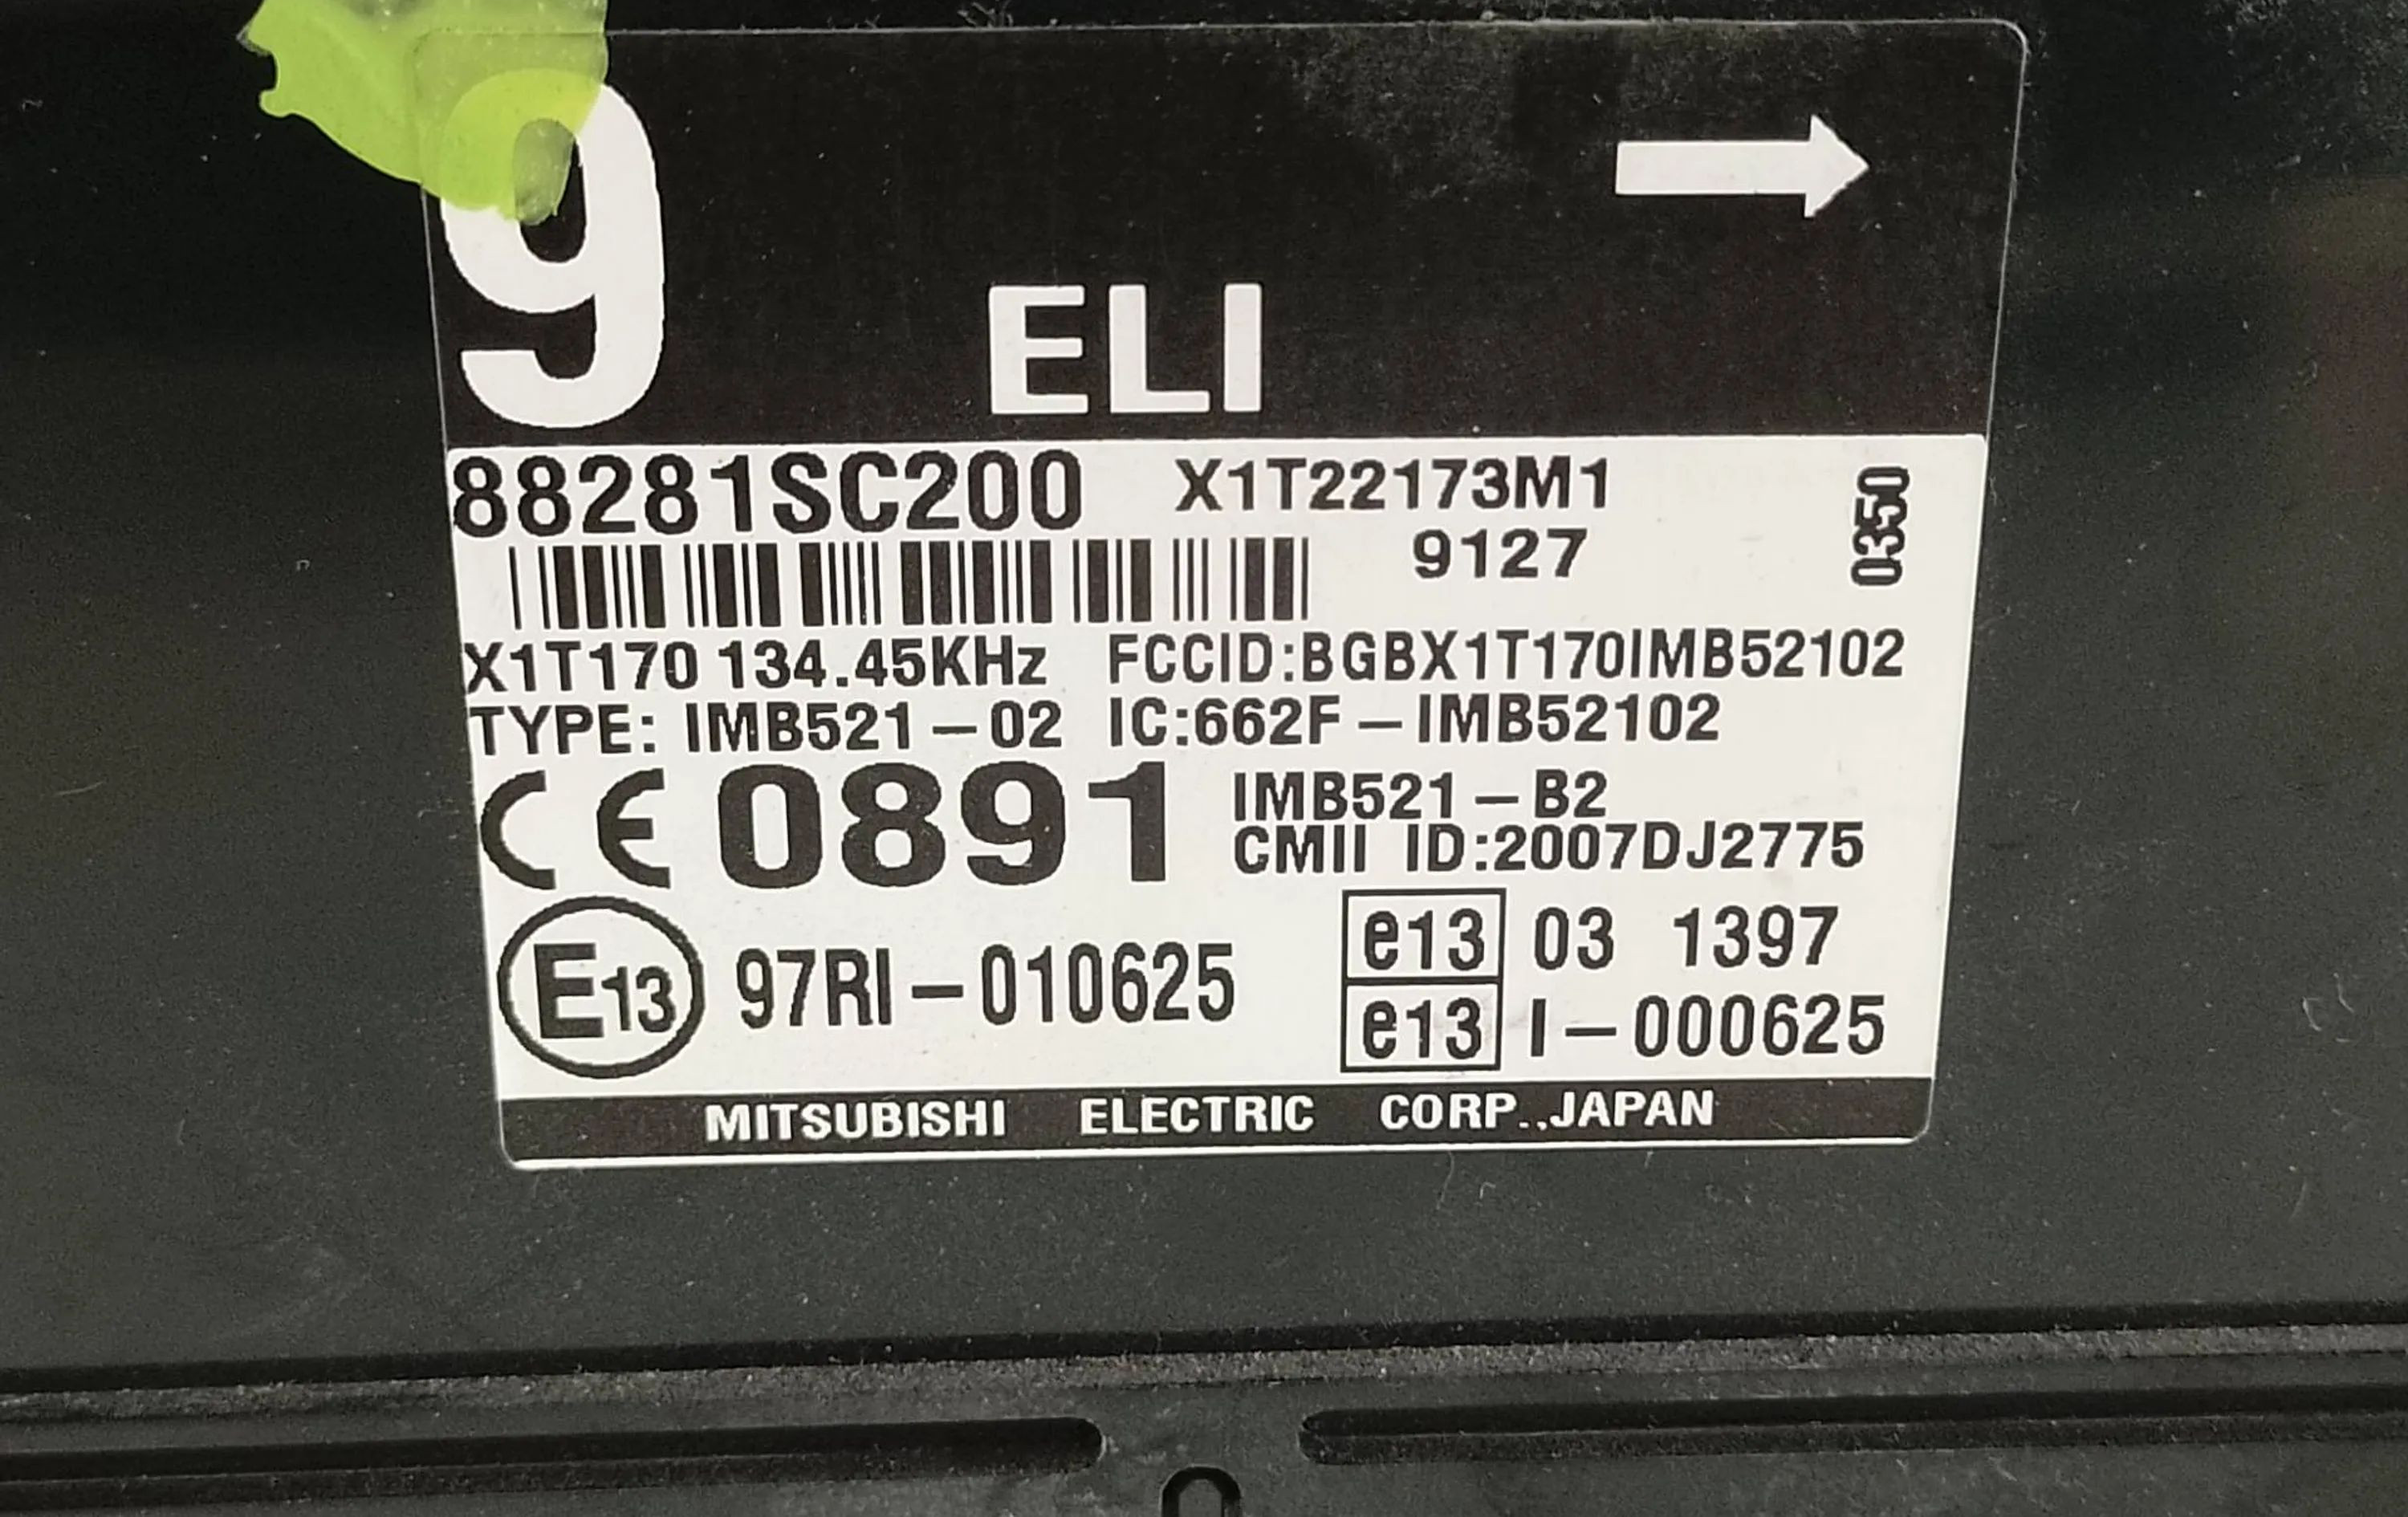 9
ELI
88281SC200 X1T22173M1
9127
0350
X1T170 134.45KHz FCCID:BGBX1T170IMB52102
TYPE: IMB521-02 IC:662F-IMB52102
CE 0891 IMB521-B2
CMII ID:2007DJ2775
E13 97RI-010625
e13 03 1397
e13 I-000625
MITSUBISHI ELECTRIC CORP.,JAPAN